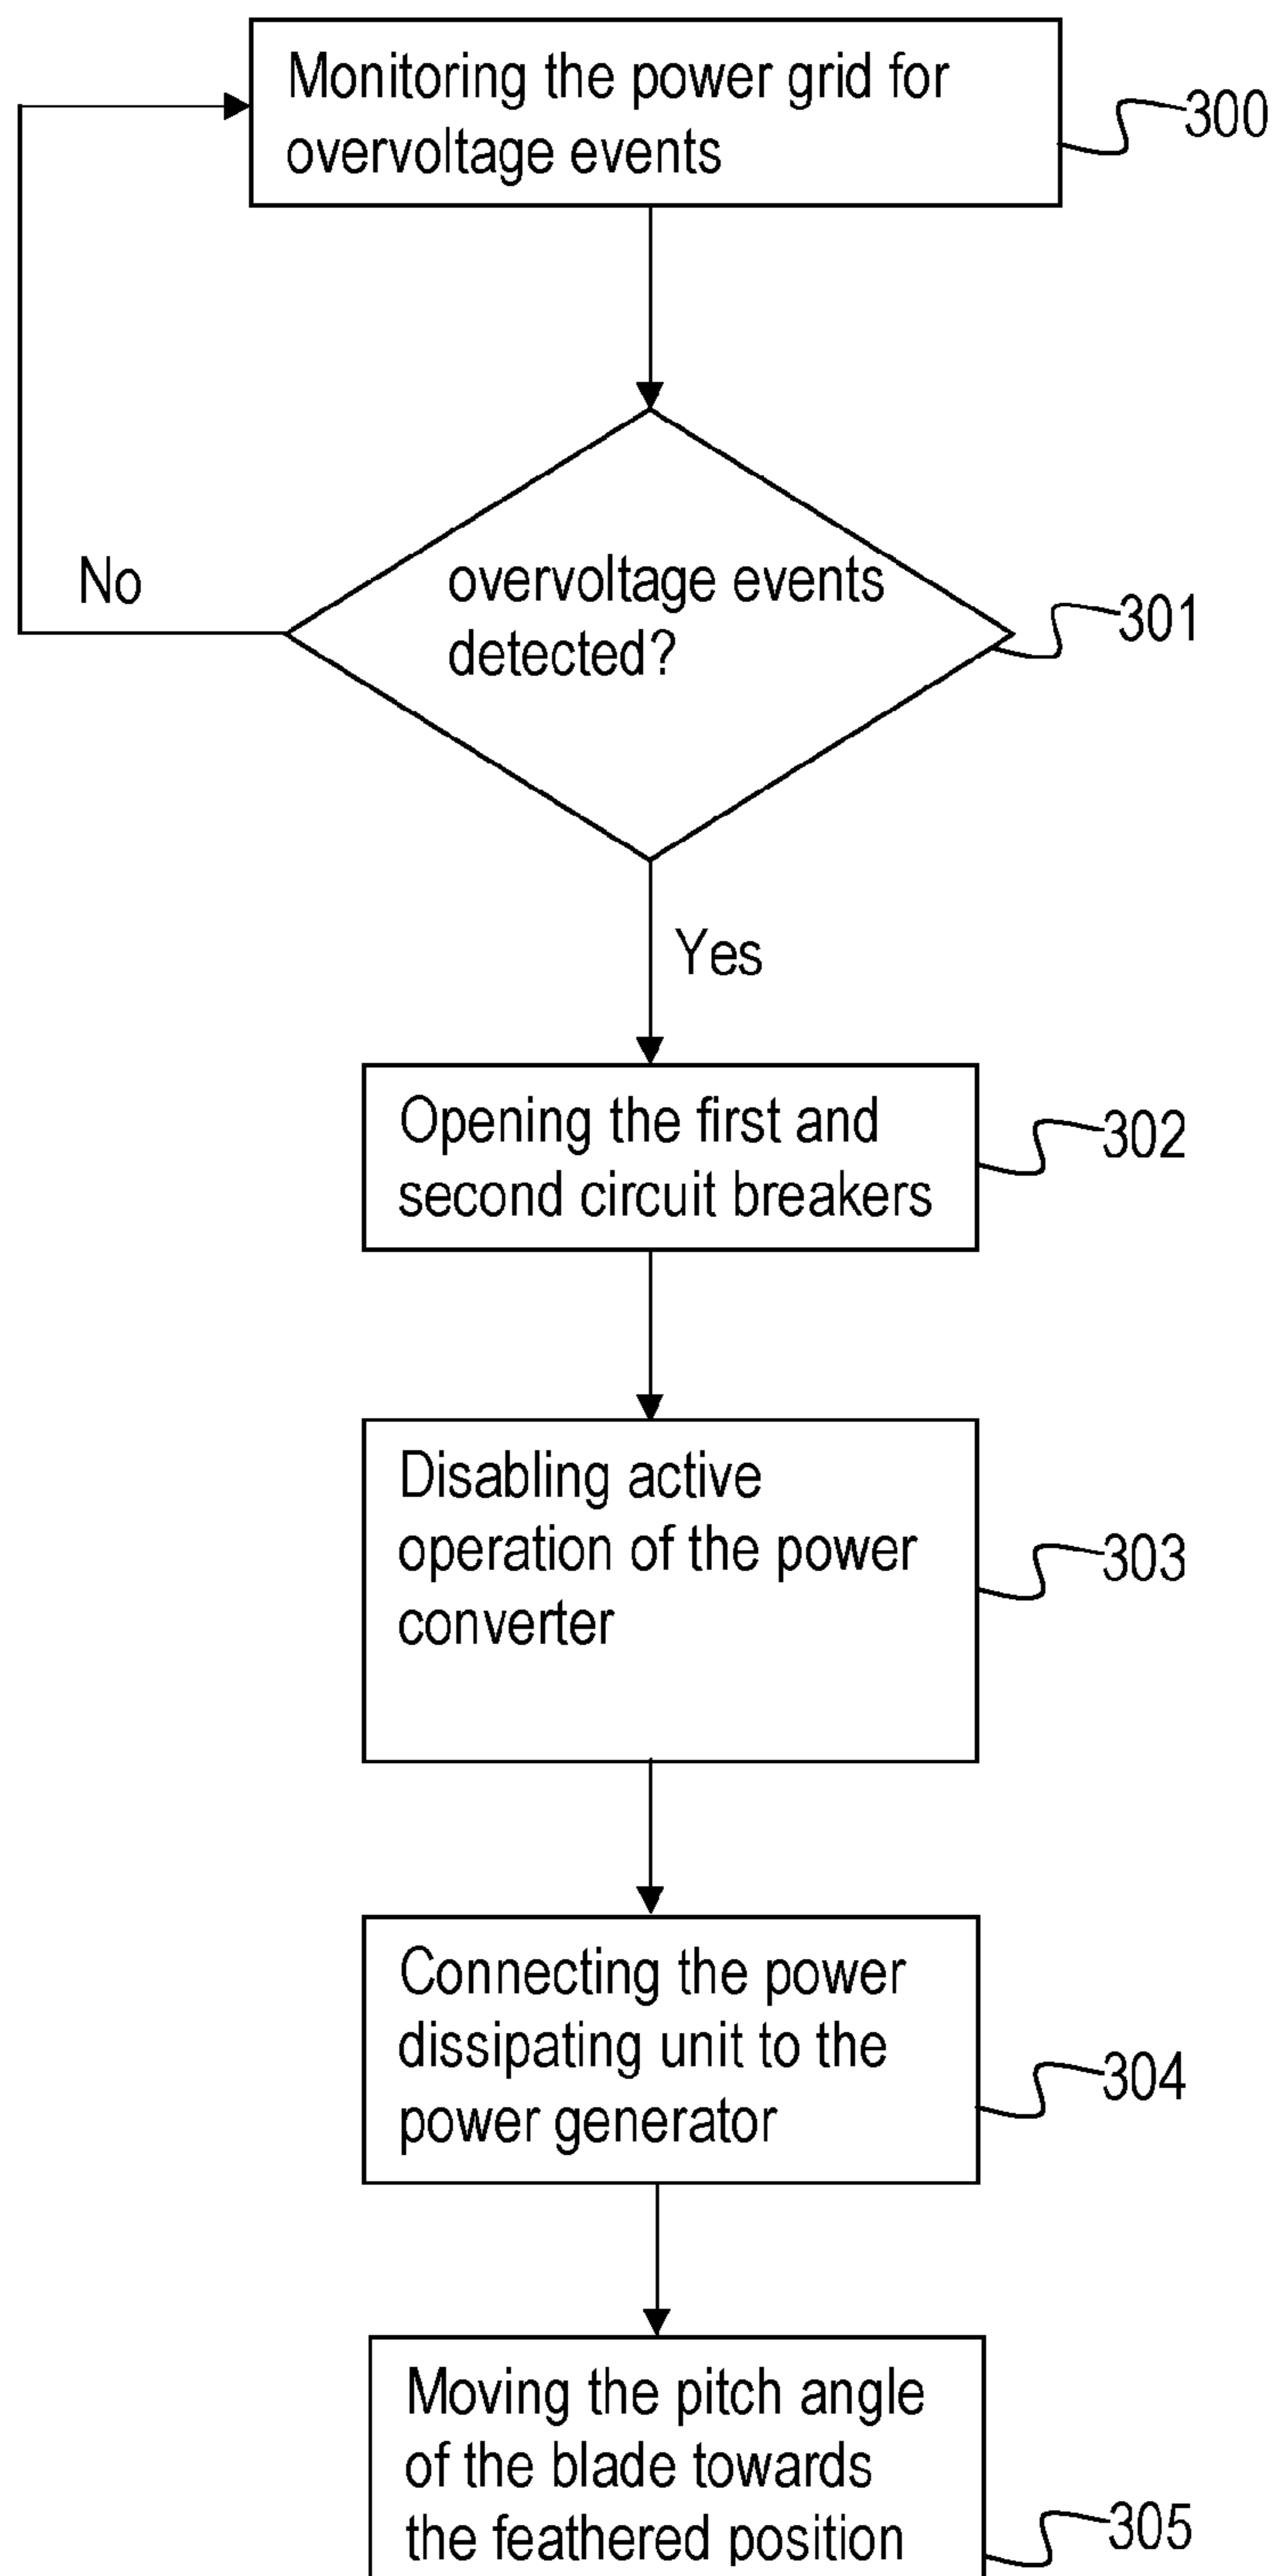 Monitoring the power grid for
overvoltage events
300
overvoltage events
detected?
301
No
Yes
Opening the first and
second circuit breakers
302
Disabling active
operation of the power
converter
303
Connecting the power
dissipating unit to the
power generator
304
Moving the pitch angle
of the blade towards
the feathered position
305